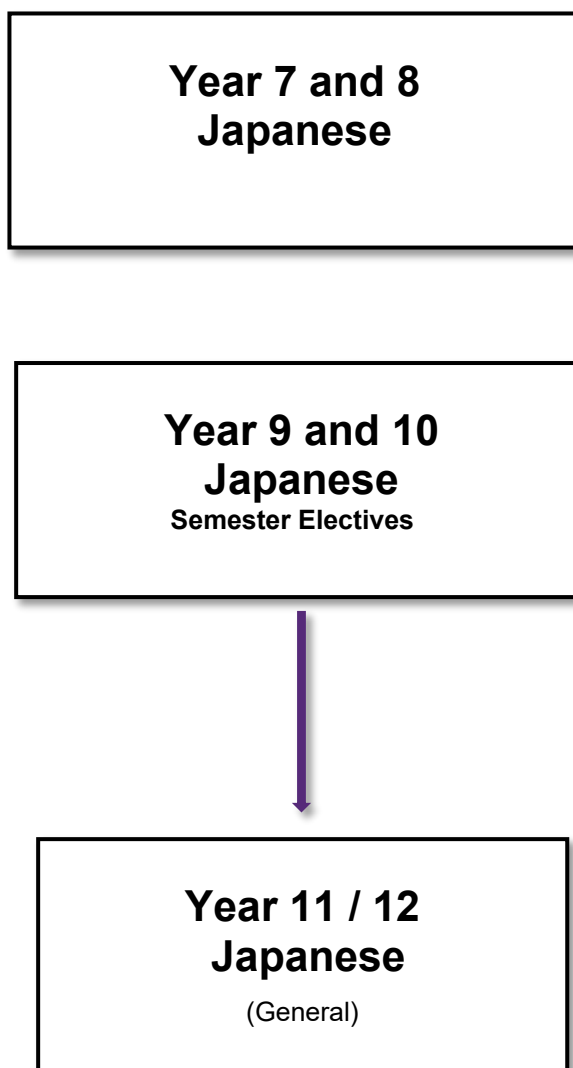 Year 7 and 8
Japanese
Year 9 and 10
Japanese
Semester Electives
Year 11 / 12
Japanese
(General)